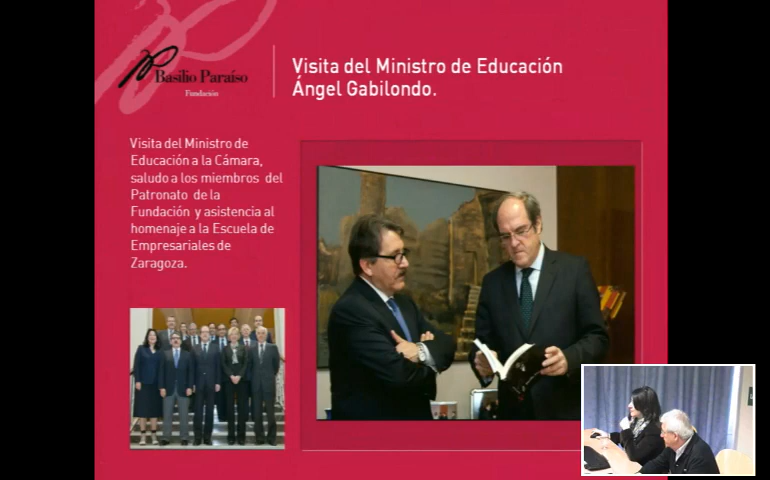 Basilio Paraíso
Fundación
Visita del Ministro de Educación
Ángel Gabilondo.
Visita del Ministro de
Educación a la Cámara,
saludo a los miembros del
Patronato de la
Fundación y asistencia al
homenaje a la Escuela de
Empresariales de
Zaragoza.